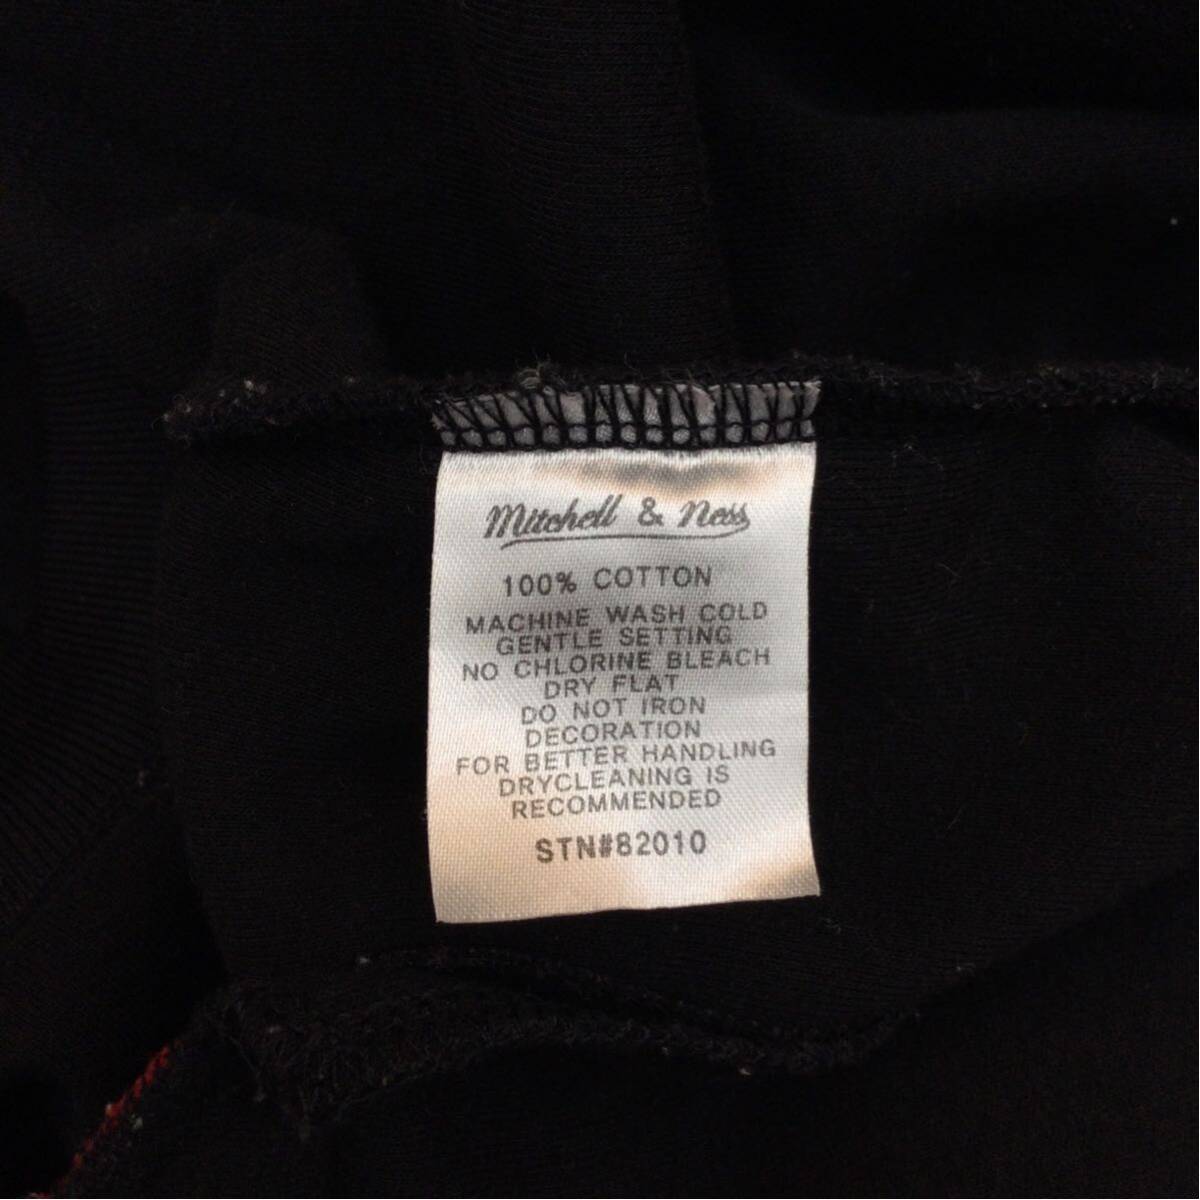 Mitchell & Ness
100% COTTON
MACHINE WASH COLD
GENTLE SETTING
NO CHLORINE BLEACH
DRY FLAT
DO NOT IRON
DECORATION
FOR BETTER HANDLING
DRYCLEANING IS
RECOMMENDED
STN#82010